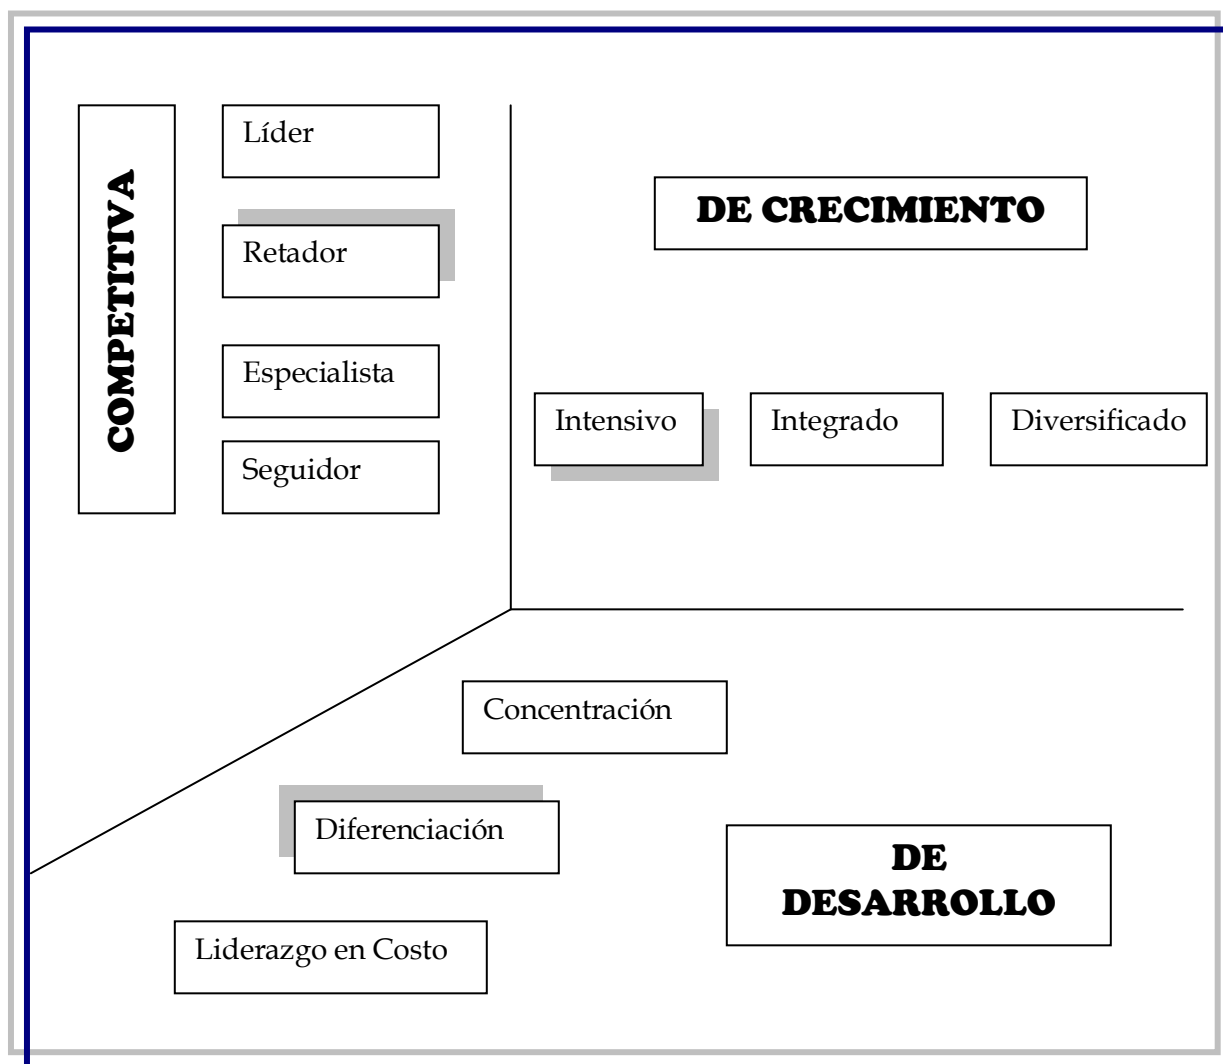 COMPETITIVA
Líder
Retador
Especialista
Seguidor
DE CRECIMIENTO
Intensivo
Integrado
Diversificado
Concentración
Diferenciación
Liderazgo en Costo
DE
DESARROLLO